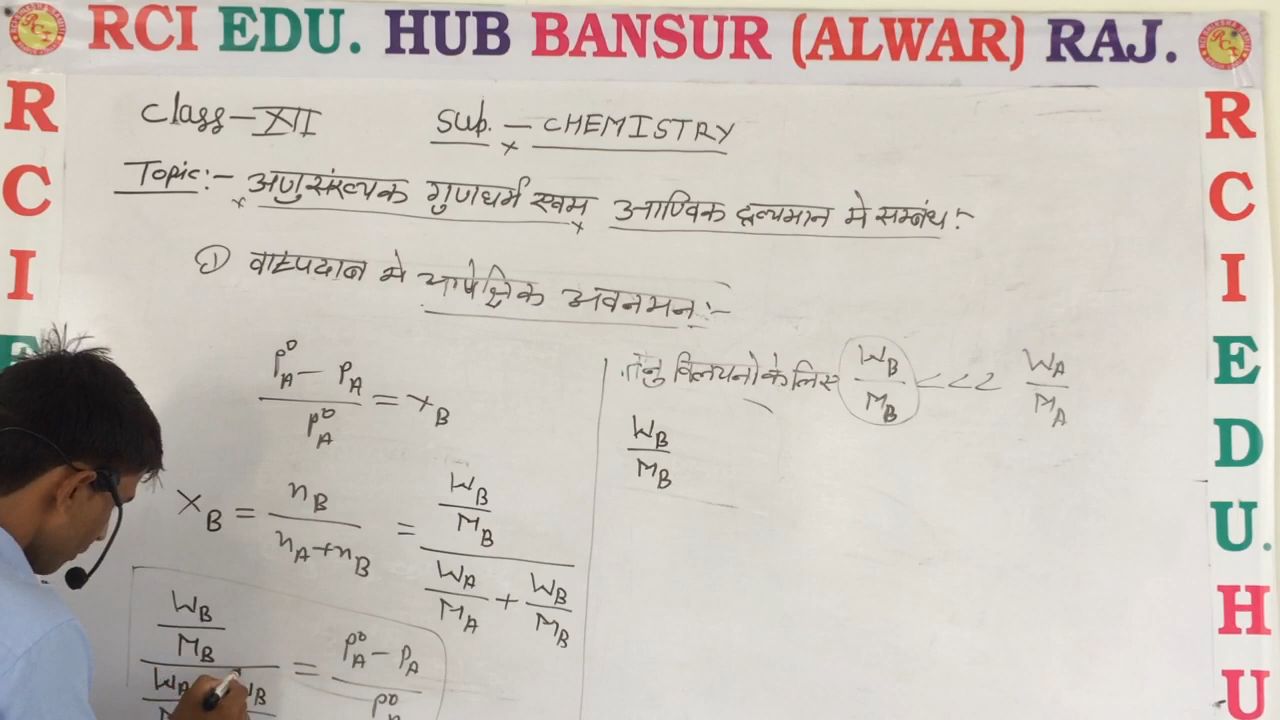 RCI EDU. HUB BANSUR (ALWAR) RAJ.
R
C
I
E
Class-XII Sub. - CHEMISTRY
Topic:- अणुसंख्यक गुणधर्म एवम आण्विक द्रव्यमान मे सम्बंध:-
① वाष्पदाब मे आपेक्षिक अवनमन:-
(P°A - PA) / P°A = xB
xB = nB / (nA + nB) = (WB/MB) / (WA/MA + WB/MB)
(WB/MB) / = (P°A - PA) / P°
तनु विलयनो के लिए WB/MB <<< WA/MA
WB/MB
R
C
I
E
D
U.
H
U